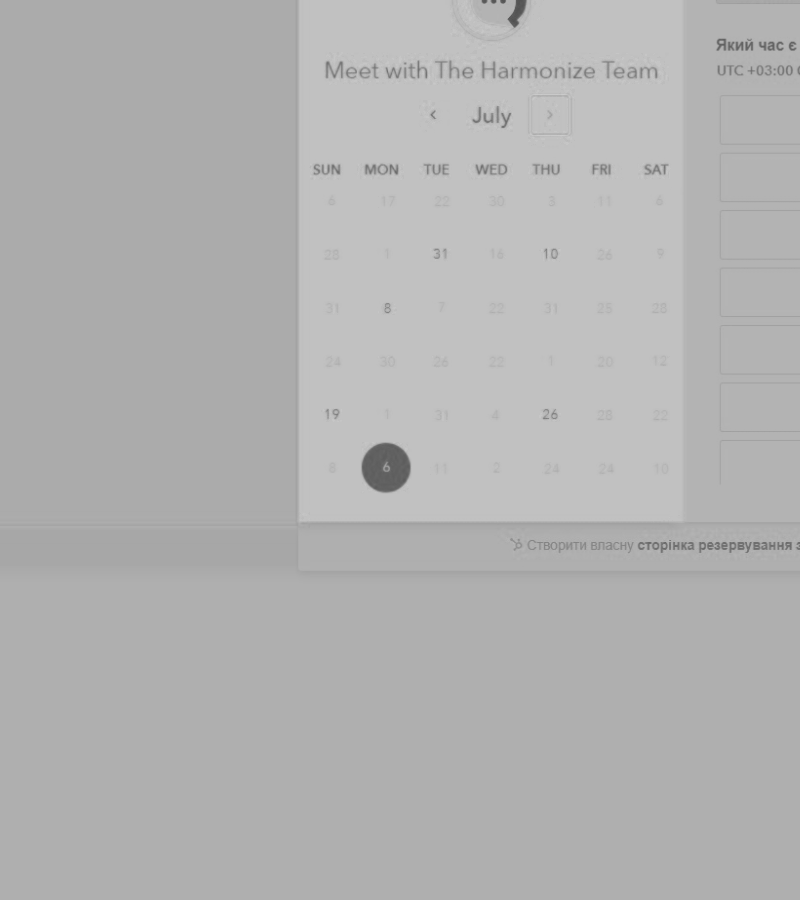 Meet with The Harmonize Team
July
SUN MON TUE WED THU FRI SAT
6 17 22 30 3 11 6
28 1 31 16 10 26 9
31 8 7 22 31 25 28
24 30 26 22 1 20 12
19 1 31 4 26 28 22
8 6 11 2 24 24 10
Який час є
UTC +03:00
Створити власну сторінка резервування з